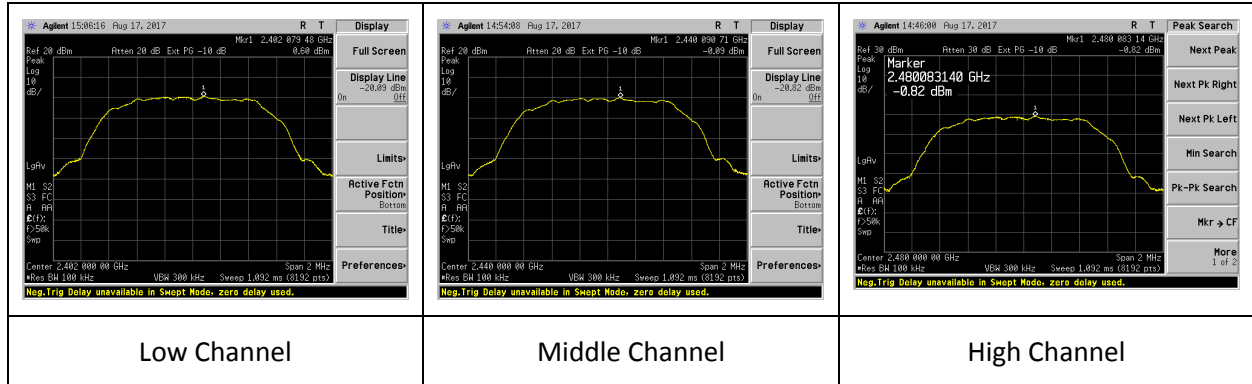 Agilent 15:06:16 Aug 17, 2017 R T Display
Mkr1 2.402 079 48 GHz
Ref 20 dBm Atten 20 dB Ext PG -10 dB 0.60 dBm
Peak
Log
10
dB/
1
LgAv
M1 S2
S3 FC
A AA
£(f):
f>50k
Swp
Center 2.402 000 00 GHz Span 2 MHz
*Res BW 100 kHz VBW 300 kHz Sweep 1.092 ms (8192 pts)
Neg.Trig Delay unavailable in Swept Mode, zero delay used.
Full Screen
Display Line
-20.09 dBm
On Off
Limits▸
Active Fctn
Position▸
Bottom
Title▸
Preferences▸
Agilent 14:54:08 Aug 17, 2017 R T Display
Mkr1 2.440 090 71 GHz
Ref 20 dBm Atten 20 dB Ext PG -10 dB -0.09 dBm
Peak
Log
10
dB/
1
LgAv
M1 S2
S3 FC
A AA
£(f):
f>50k
Swp
Center 2.440 000 00 GHz Span 2 MHz
*Res BW 100 kHz VBW 300 kHz Sweep 1.092 ms (8192 pts)
Neg.Trig Delay unavailable in Swept Mode, zero delay used.
Full Screen
Display Line
-20.82 dBm
On Off
Limits▸
Active Fctn
Position▸
Bottom
Title▸
Preferences▸
Agilent 14:46:00 Aug 17, 2017 R T Peak Search
Mkr1 2.480 083 14 GHz
Ref 30 dBm Atten 30 dB Ext PG -10 dB -0.82 dBm
Peak
Log
10
dB/
Marker
2.480083140 GHz
-0.82 dBm
1
LgAv
M1 S2
S3 FC
A AA
£(f):
f>50k
Swp
Center 2.480 000 00 GHz Span 2 MHz
*Res BW 100 kHz VBW 300 kHz Sweep 1.092 ms (8192 pts)
Neg.Trig Delay unavailable in Swept Mode, zero delay used.
Next Peak
Next Pk Right
Next Pk Left
Min Search
Pk-Pk Search
Mkr → CF
More
1 of 2
Low Channel
Middle Channel
High Channel